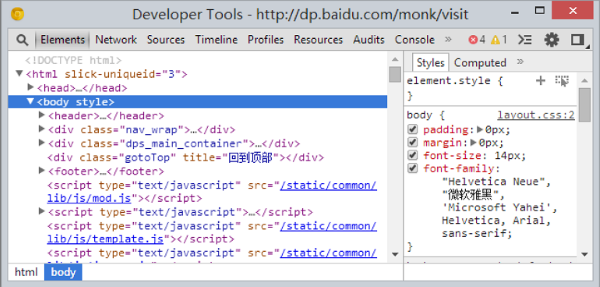 Developer Tools - http://dp.baidu.com/monk/visit
Elements Network Sources Timeline Profiles Resources Audits Console » 4 1
<!DOCTYPE html>
▼<html slick-uniqueid="3">
▶<head>…</head>
▼<body style>
▶<header>…</header>
▶<div class="nav_wrap">…</div>
▶<div class="dps_main_container">…</div>
<div class="gotoTop" title="回到顶部"></div>
▶<footer>…</footer>
<script type="text/javascript" src="/static/common/
lib/js/mod.js"></script>
▶<script type="text/javascript">…</script>
<script type="text/javascript" src="/static/common/
lib/js/template.js"></script>
<script type="text/javascript" src="/static/common/
html body
Styles Computed »
element.style {
}
body { layout.css:2
padding:▶0px;
margin:▶0px;
font-size: 14px;
font-family:
"Helvetica Neue",
"微软雅黑",
'Microsoft Yahei',
Helvetica, Arial,
sans-serif;
}